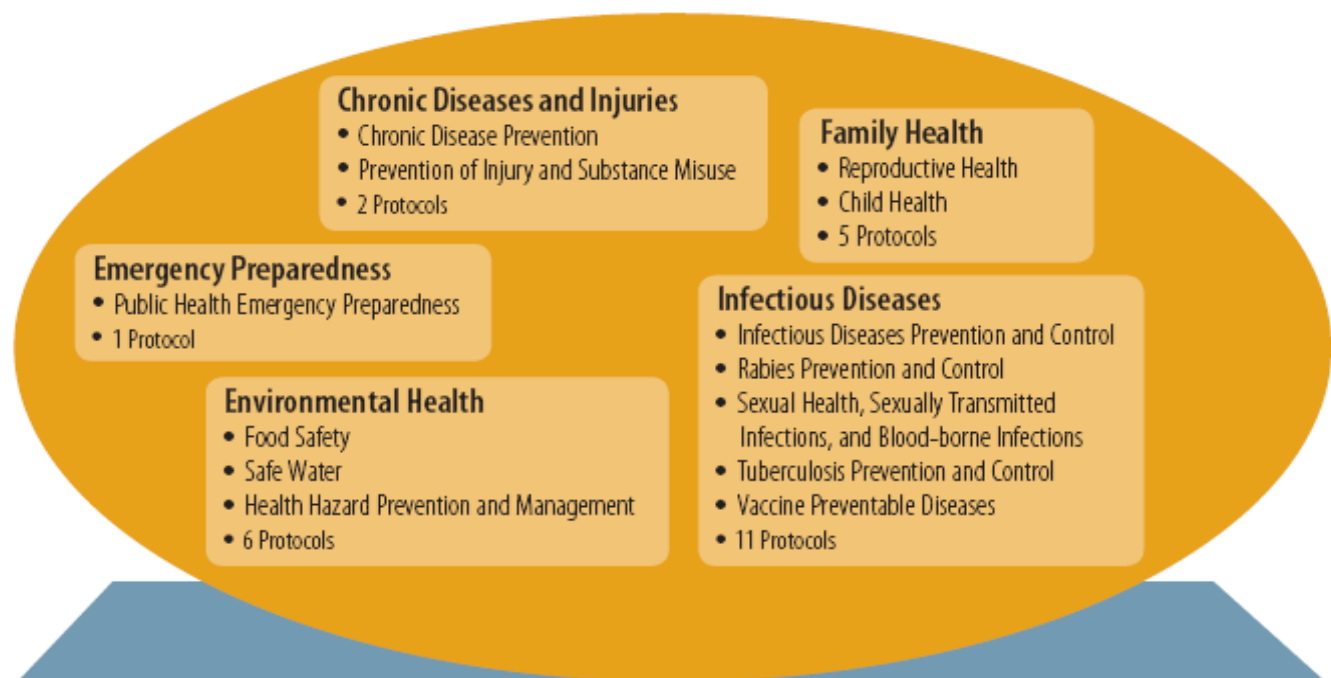 Chronic Diseases and Injuries
• Chronic Disease Prevention
• Prevention of Injury and Substance Misuse
• 2 Protocols
Family Health
• Reproductive Health
• Child Health
• 5 Protocols
Emergency Preparedness
• Public Health Emergency Preparedness
• 1 Protocol
Infectious Diseases
• Infectious Diseases Prevention and Control
• Rabies Prevention and Control
• Sexual Health, Sexually Transmitted
Infections, and Blood-borne Infections
• Tuberculosis Prevention and Control
• Vaccine Preventable Diseases
• 11 Protocols
Environmental Health
• Food Safety
• Safe Water
• Health Hazard Prevention and Management
• 6 Protocols